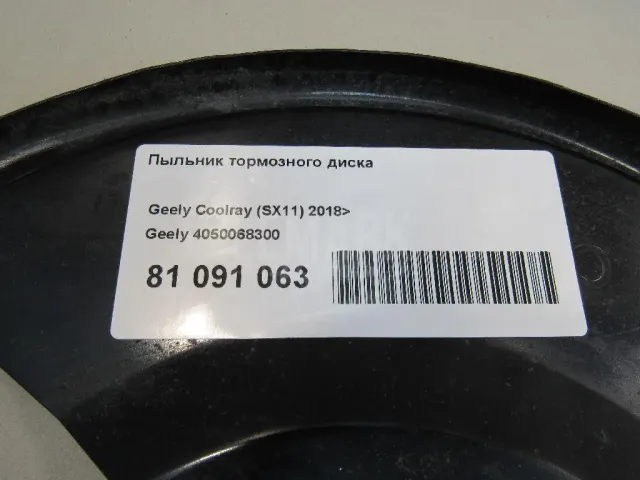 Пыльник тормозного диска
Geely Coolray (SX11) 2018>
Geely 4050068300
81 091 063